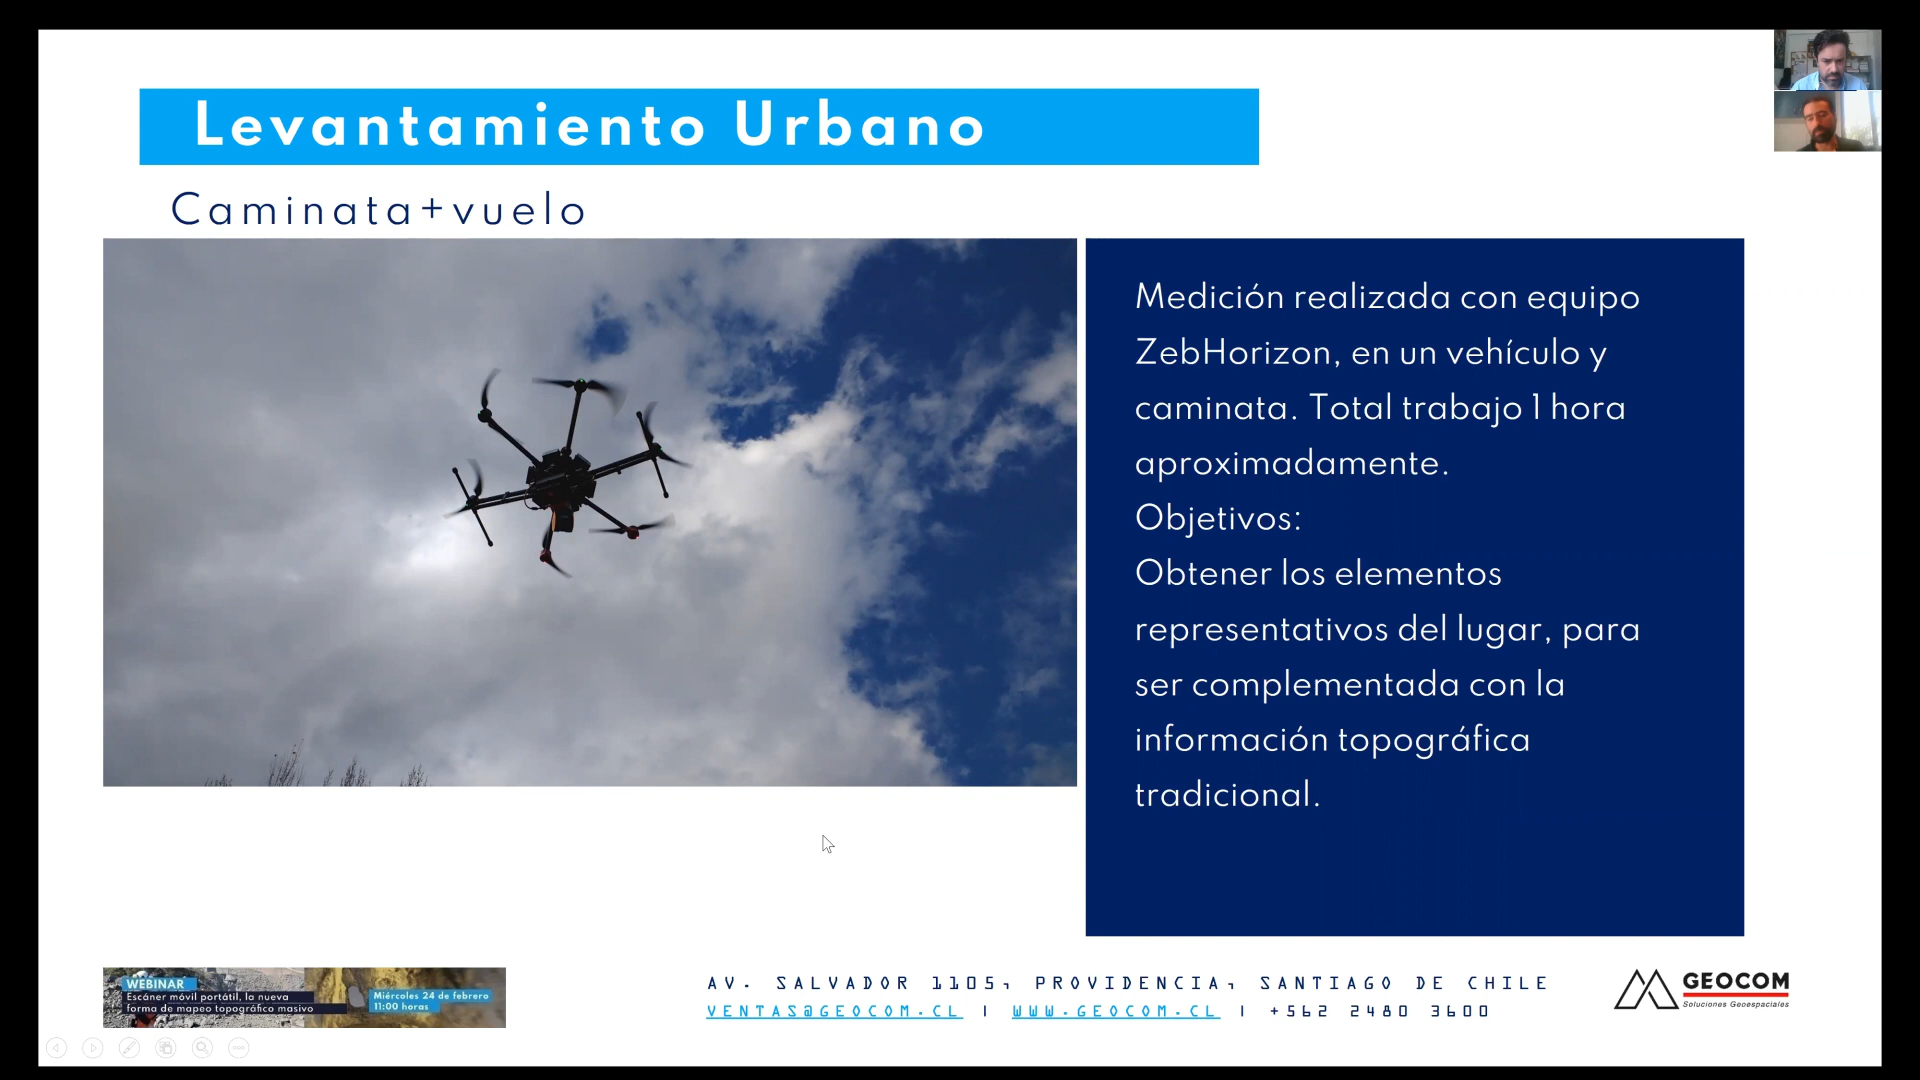 Levantamiento Urbano
Caminata+vuelo
Medición realizada con equipo
ZebHorizon, en un vehículo y
caminata. Total trabajo 1 hora
aproximadamente.
Objetivos:
Obtener los elementos
representativos del lugar, para
ser complementada con la
información topográfica
tradicional.
WEBINAR
Escáner móvil portátil, la nueva
forma de mapeo topográfico masivo
Miércoles 24 de febrero
11:00 horas
AV. SALVADOR 1105, PROVIDENCIA, SANTIAGO DE CHILE
VENTAS@GEOCOM.CL | WWW.GEOCOM.CL | +562 2480 3600
GEOCOM
Soluciones Geoespaciales